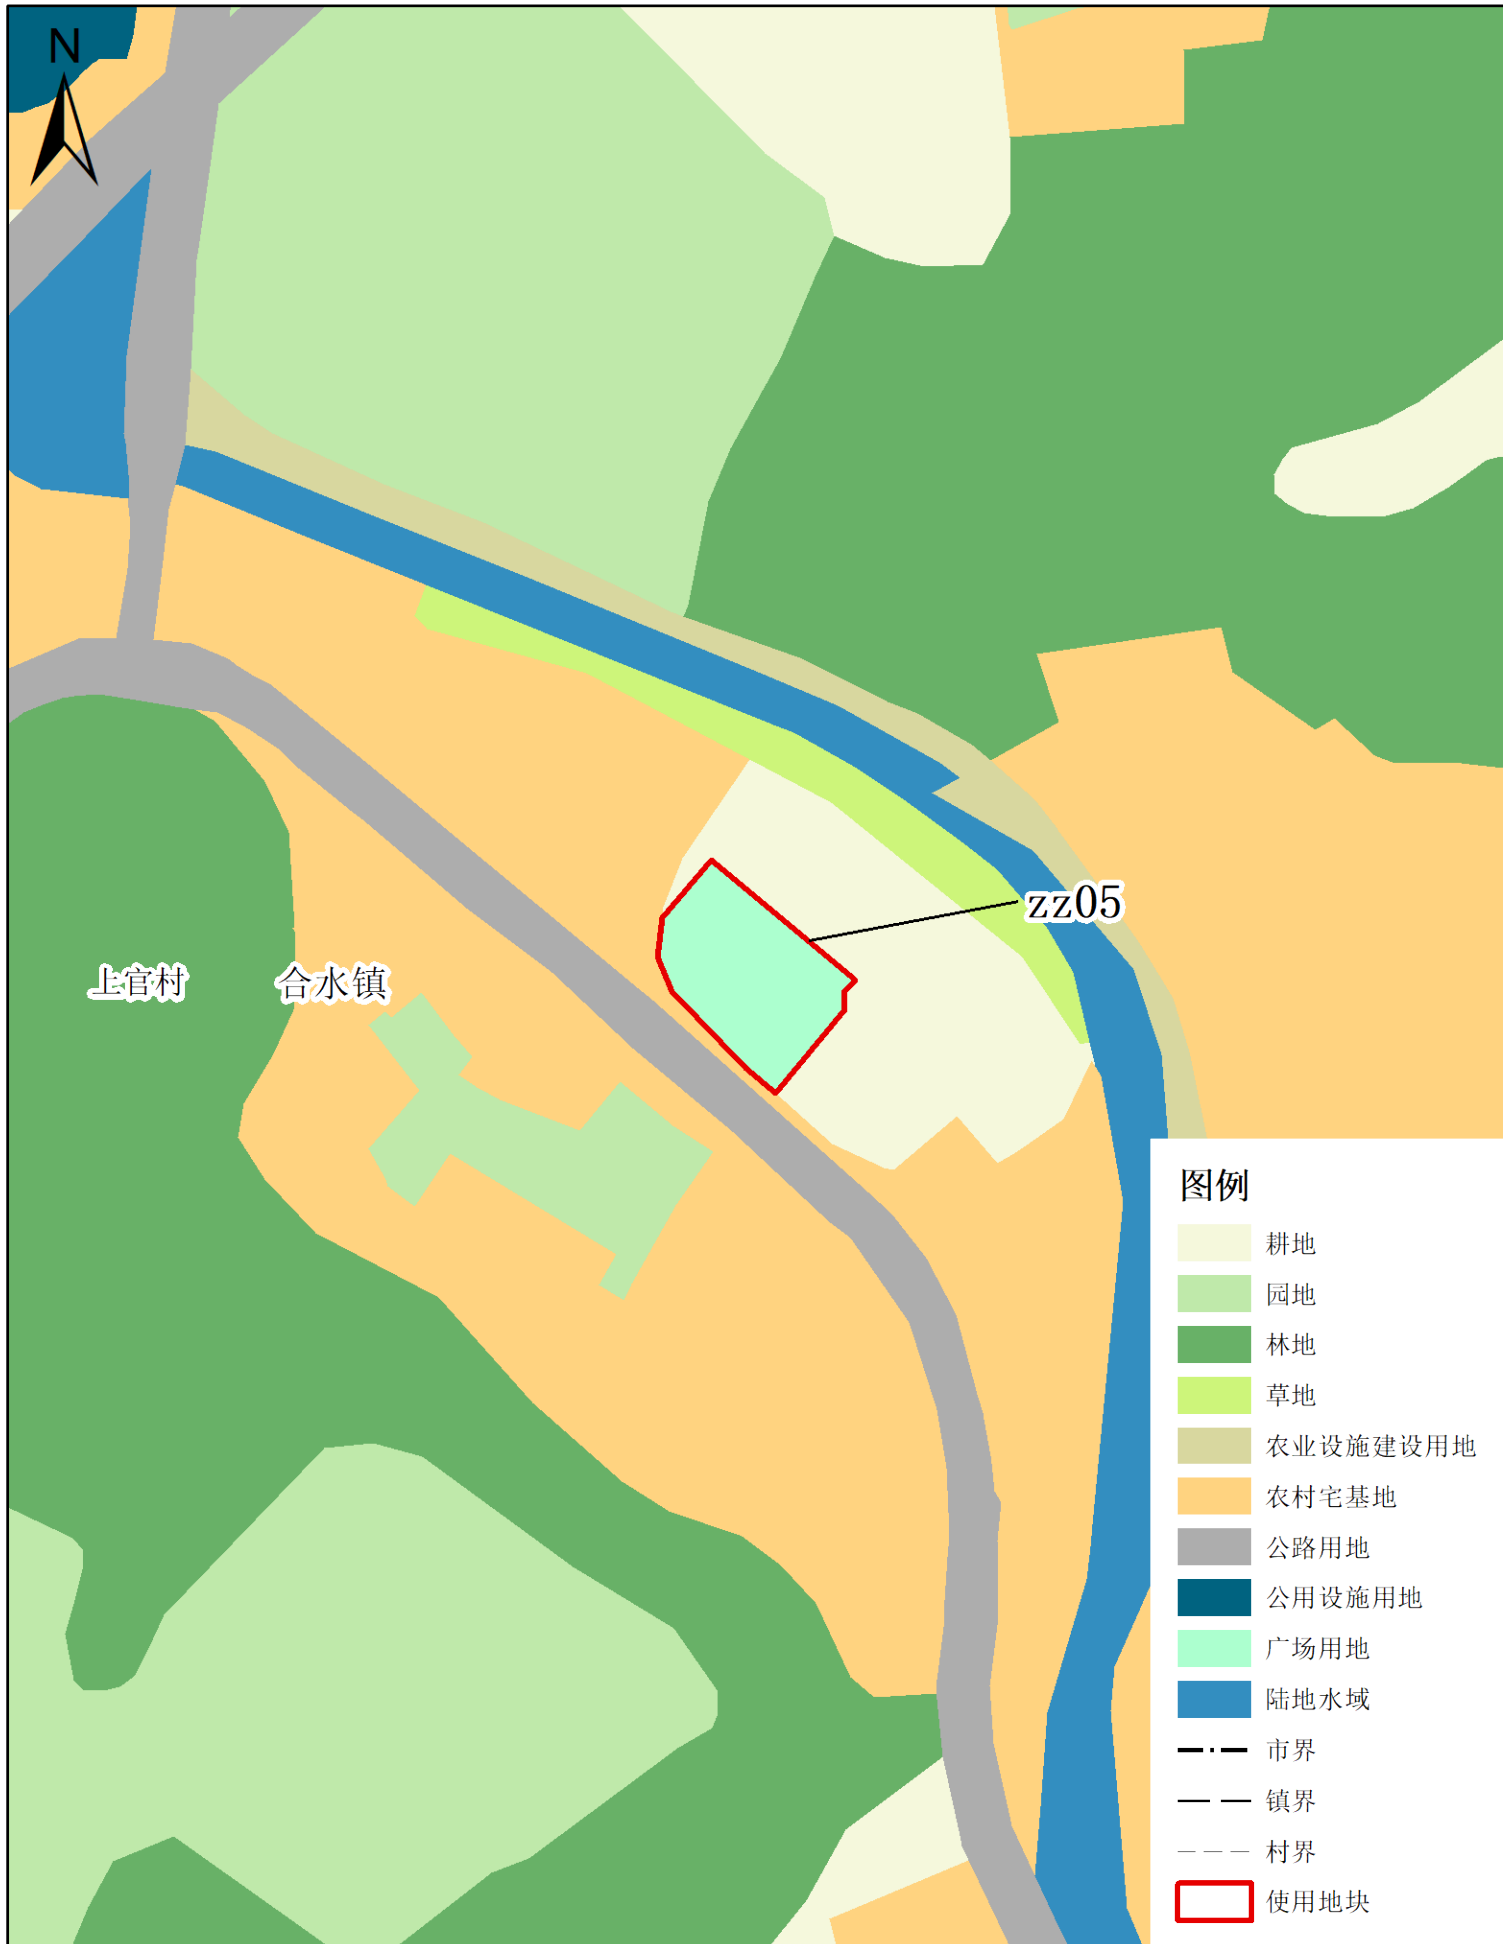 N
zz05
上官村
合水镇
图例
耕地
园地
林地
草地
农业设施建设用地
农村宅基地
公路用地
公用设施用地
广场用地
陆地水域
市界
镇界
村界
使用地块